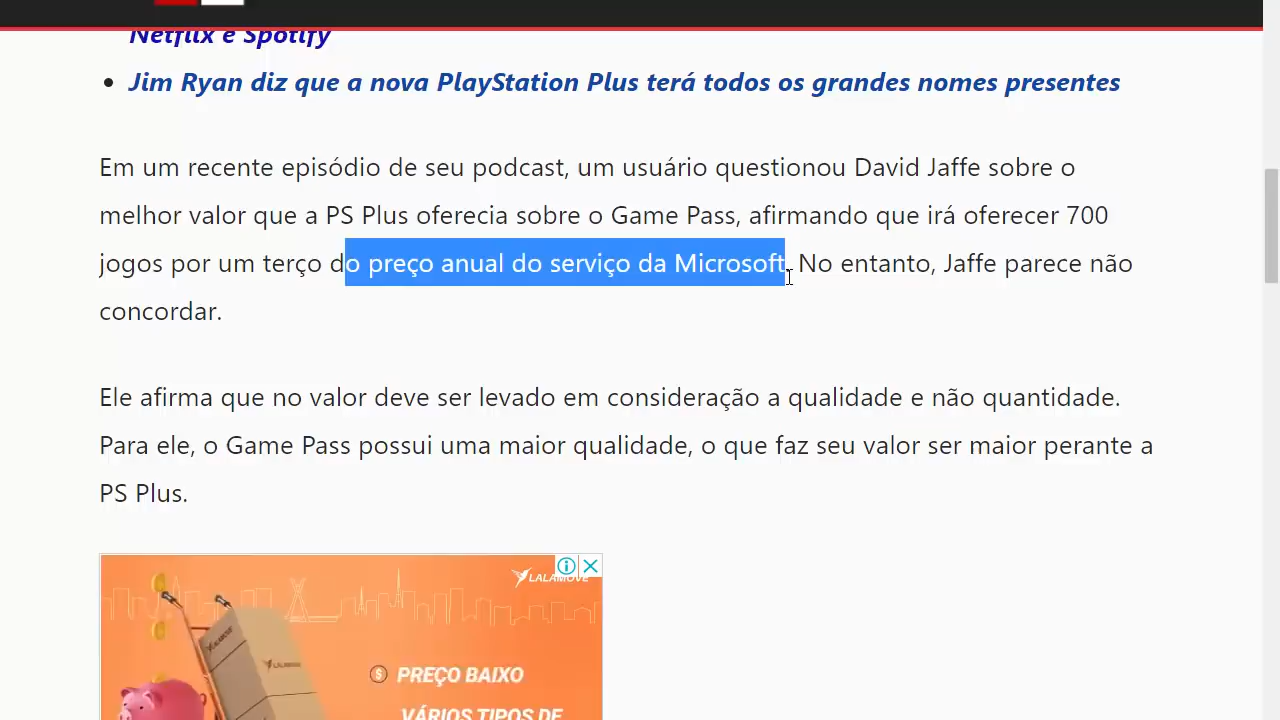 Netflix e Spotify
Jim Ryan diz que a nova PlayStation Plus terá todos os grandes nomes presentes
Em um recente episódio de seu podcast, um usuário questionou David Jaffe sobre o
melhor valor que a PS Plus oferecia sobre o Game Pass, afirmando que irá oferecer 700
jogos por um terço do preço anual do serviço da Microsoft. No entanto, Jaffe parece não
concordar.
Ele afirma que no valor deve ser levado em consideração a qualidade e não quantidade.
Para ele, o Game Pass possui uma maior qualidade, o que faz seu valor ser maior perante a
PS Plus.
LALAMOVE
LALAMOVE
LALAMOVE
$ PREÇO BAIXO
VÁRIOS TIPOS DE